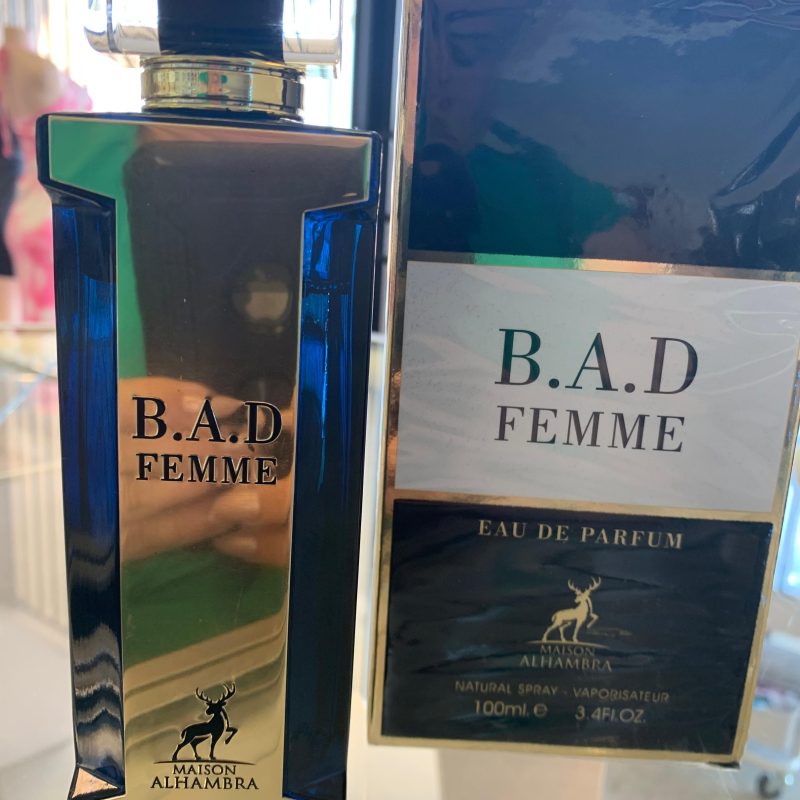 B.A.D
FEMME
MAISON
ALHAMBRA
B.A.D
FEMME
EAU DE PARFUM
MAISON
ALHAMBRA
NATURAL SPRAY - VAPORISATEUR
100ml. ℮ 3.4FL.OZ.